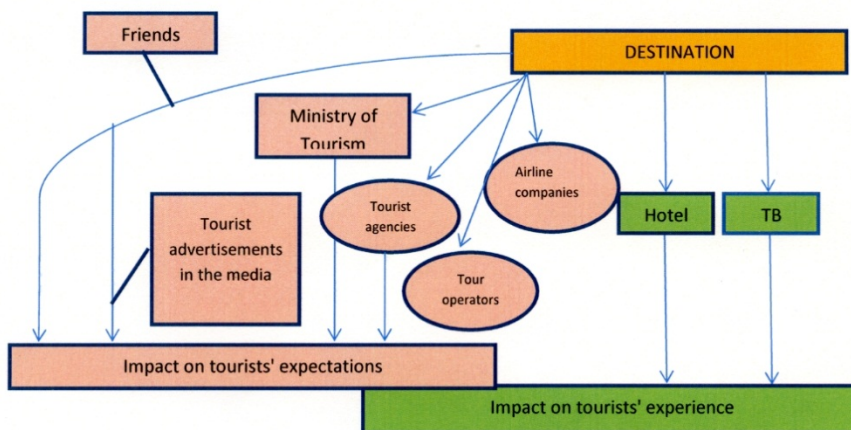 Friends
DESTINATION
Ministry of
Tourism
Airline
companies
Tourist
agencies
Hotel
TB
Tourist
advertisements
in the media
Tour
operators
Impact on tourists' expectations
Impact on tourists' experience